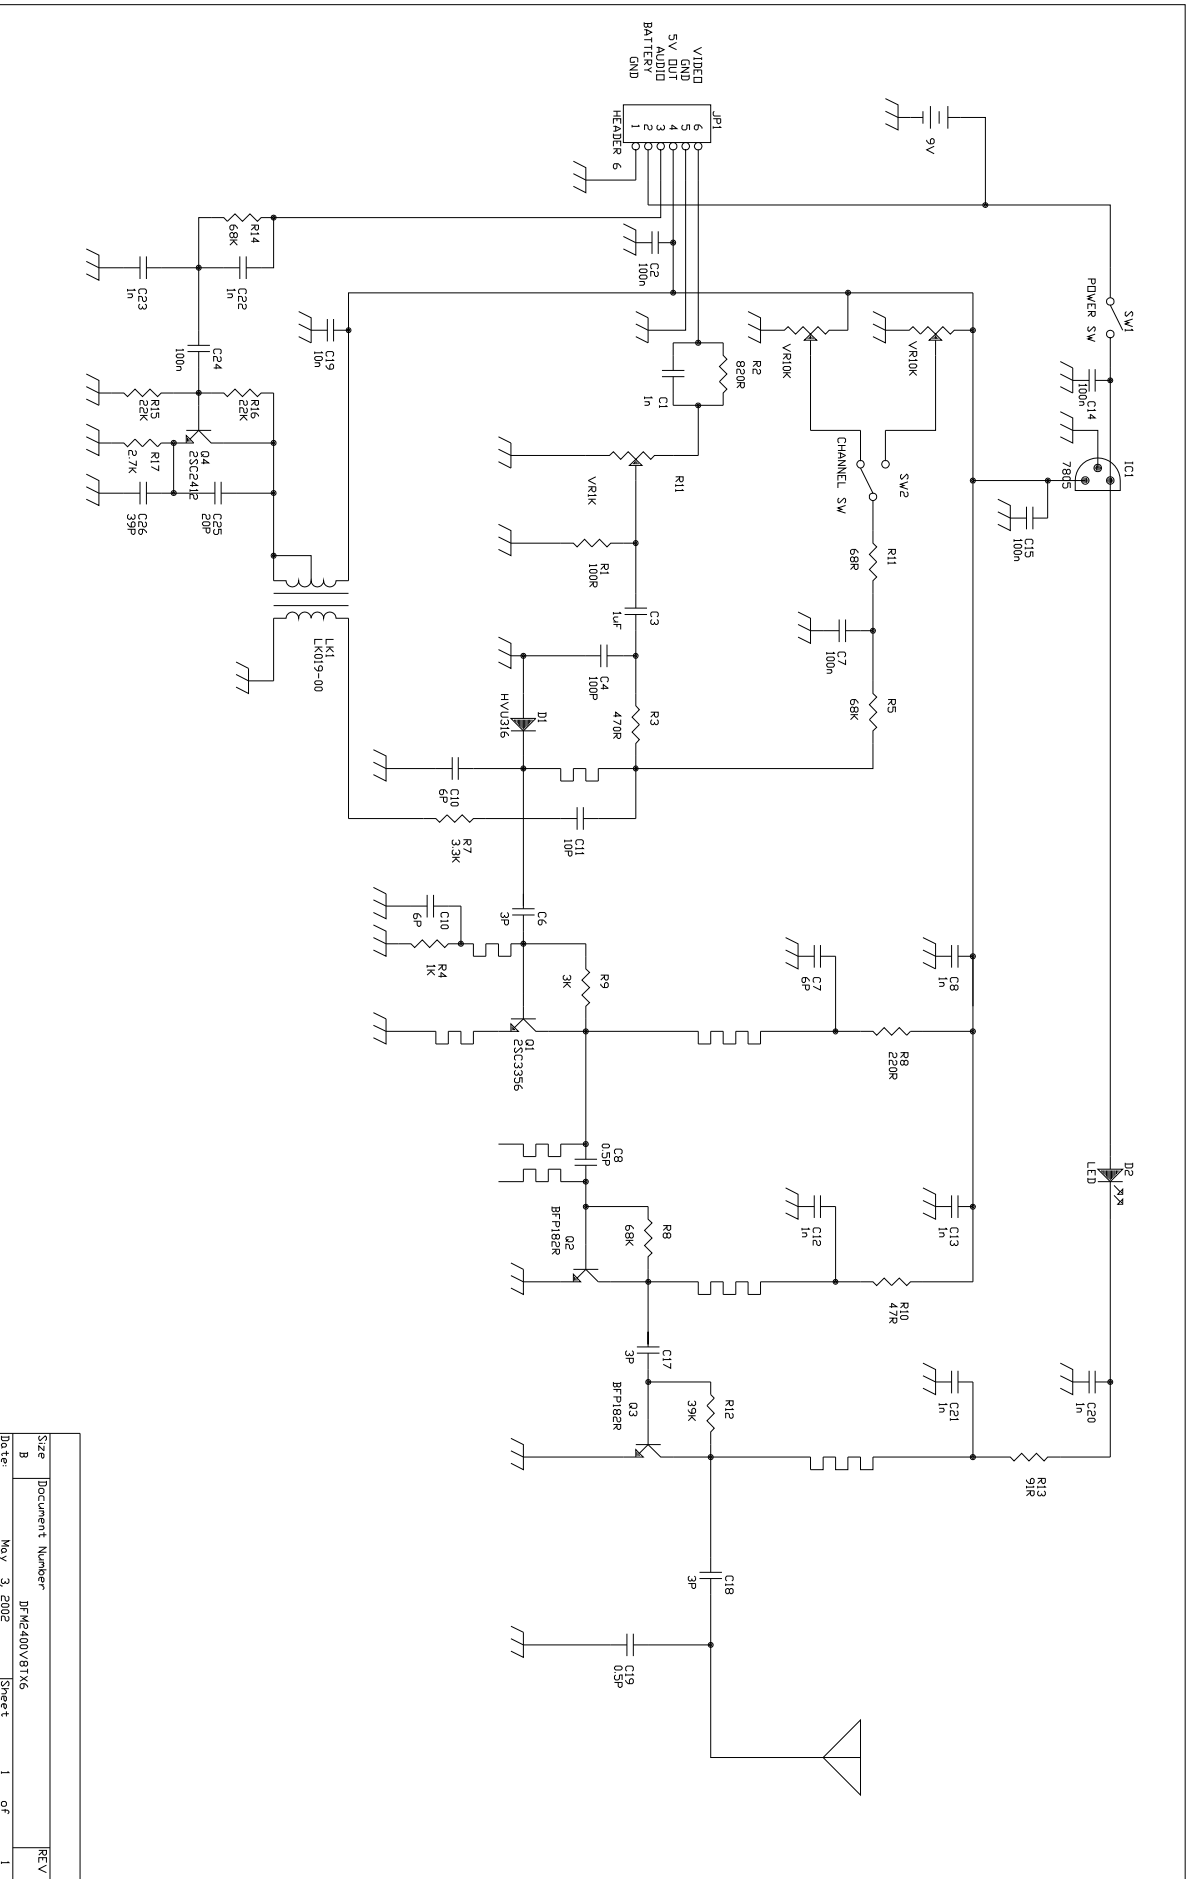 9V
SW1
POWER SW
C14
100n
IC1
7805
C15
100n
D2
LED
C20
1n
R13
91R
C21
1n
C13
1n
C8
1n
VR10K
VR10K
SW2
CHANNEL SW
R11
68R
C7
100n
R5
68K
C7
6P
R8
220R
C12
1n
R10
47R
JP1
6
5
4
3
2
1
HEADER 6
VIDEO
GND
5V OUT
AUDIO
BATTERY
GND
C2
100n
R2
820R
C1
1n
R11
VR1K
R1
100R
C3
1uF
C4
100P
R3
470R
D1
HVU316
C10
6P
C11
10P
R7
3.3K
C6
3P
C10
6P
R4
1K
R9
3K
Q1
2SC3356
C8
0.5P
R8
68K
Q2
BFP182R
C17
3P
R12
39K
Q3
BFP182R
C18
3P
C19
0.5P
R14
68K
C22
1n
C23
1n
C19
10n
C24
100n
R16
22K
R15
22K
Q4
2SC2412
R17
2.7K
C25
20P
C26
39P
LK1
LK019-00
Size
B
Document Number
DFM2400V8TX6
REV
Date:
May 3, 2002
Sheet
1 of 1